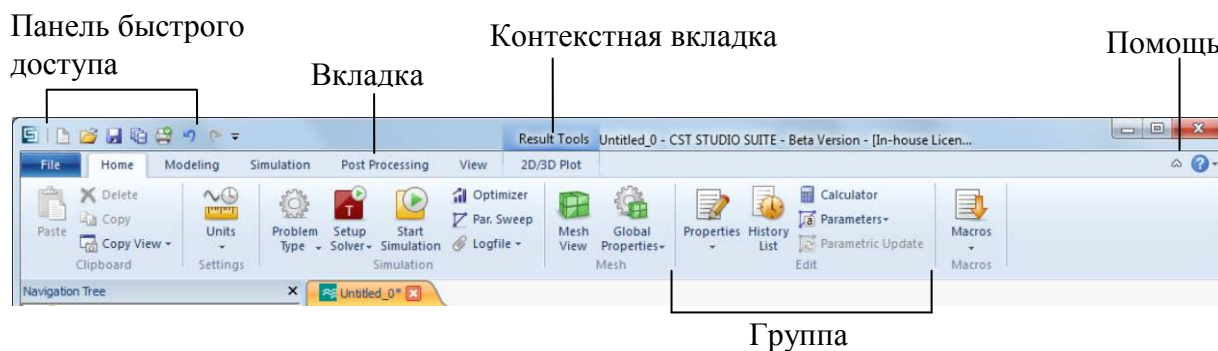 Панель быстрого
доступа
Контекстная вкладка
Помощь
Вкладка
Result Tools Untitled_0 - CST STUDIO SUITE - Beta Version - [In-house Licen...
File Home Modeling Simulation Post Processing View 2D/3D Plot
Paste
Delete
Copy
Copy View
Clipboard
Units
Settings
Problem
Type
Setup
Solver
Start
Simulation
Optimizer
Par. Sweep
Logfile
Simulation
Mesh
View
Global
Properties
Mesh
Properties
History
List
Calculator
Parameters
Parametric Update
Edit
Macros
Macros
Navigation Tree
Untitled_0*
Группа